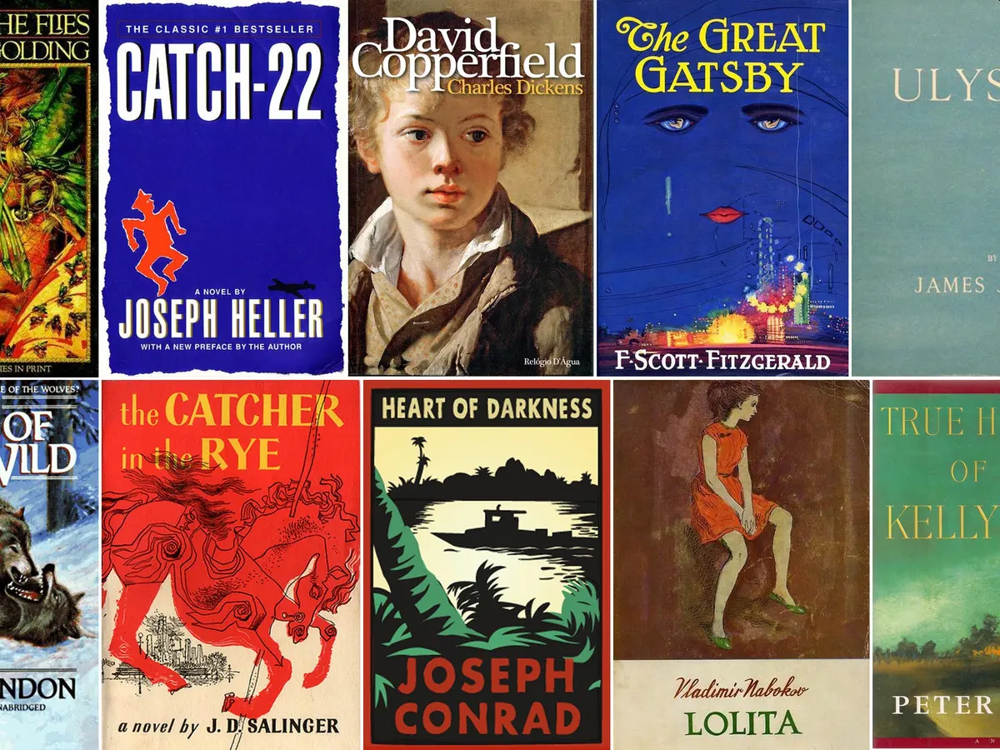 HE FLIES
GOLDING
IES IN PRINT
THE CLASSIC #1 BESTSELLER
CATCH-22
A NOVEL BY
JOSEPH HELLER
WITH A NEW PREFACE BY THE AUTHOR
David
Copperfield
Charles Dickens
Relógio D'Água
The GREAT
GATSBY
F·SCOTT·FITZGERALD
ULYS
BY
JAMES J
E OF THE WOLVES?
OF
WILD
NDON
NABRIDGED
the CATCHER
in the RYE
a novel by J. D. SALINGER
HEART OF DARKNESS
JOSEPH
CONRAD
Vladimir Nabokov
LOLITA
TRUE H
OF
KELLY
PETER
A N